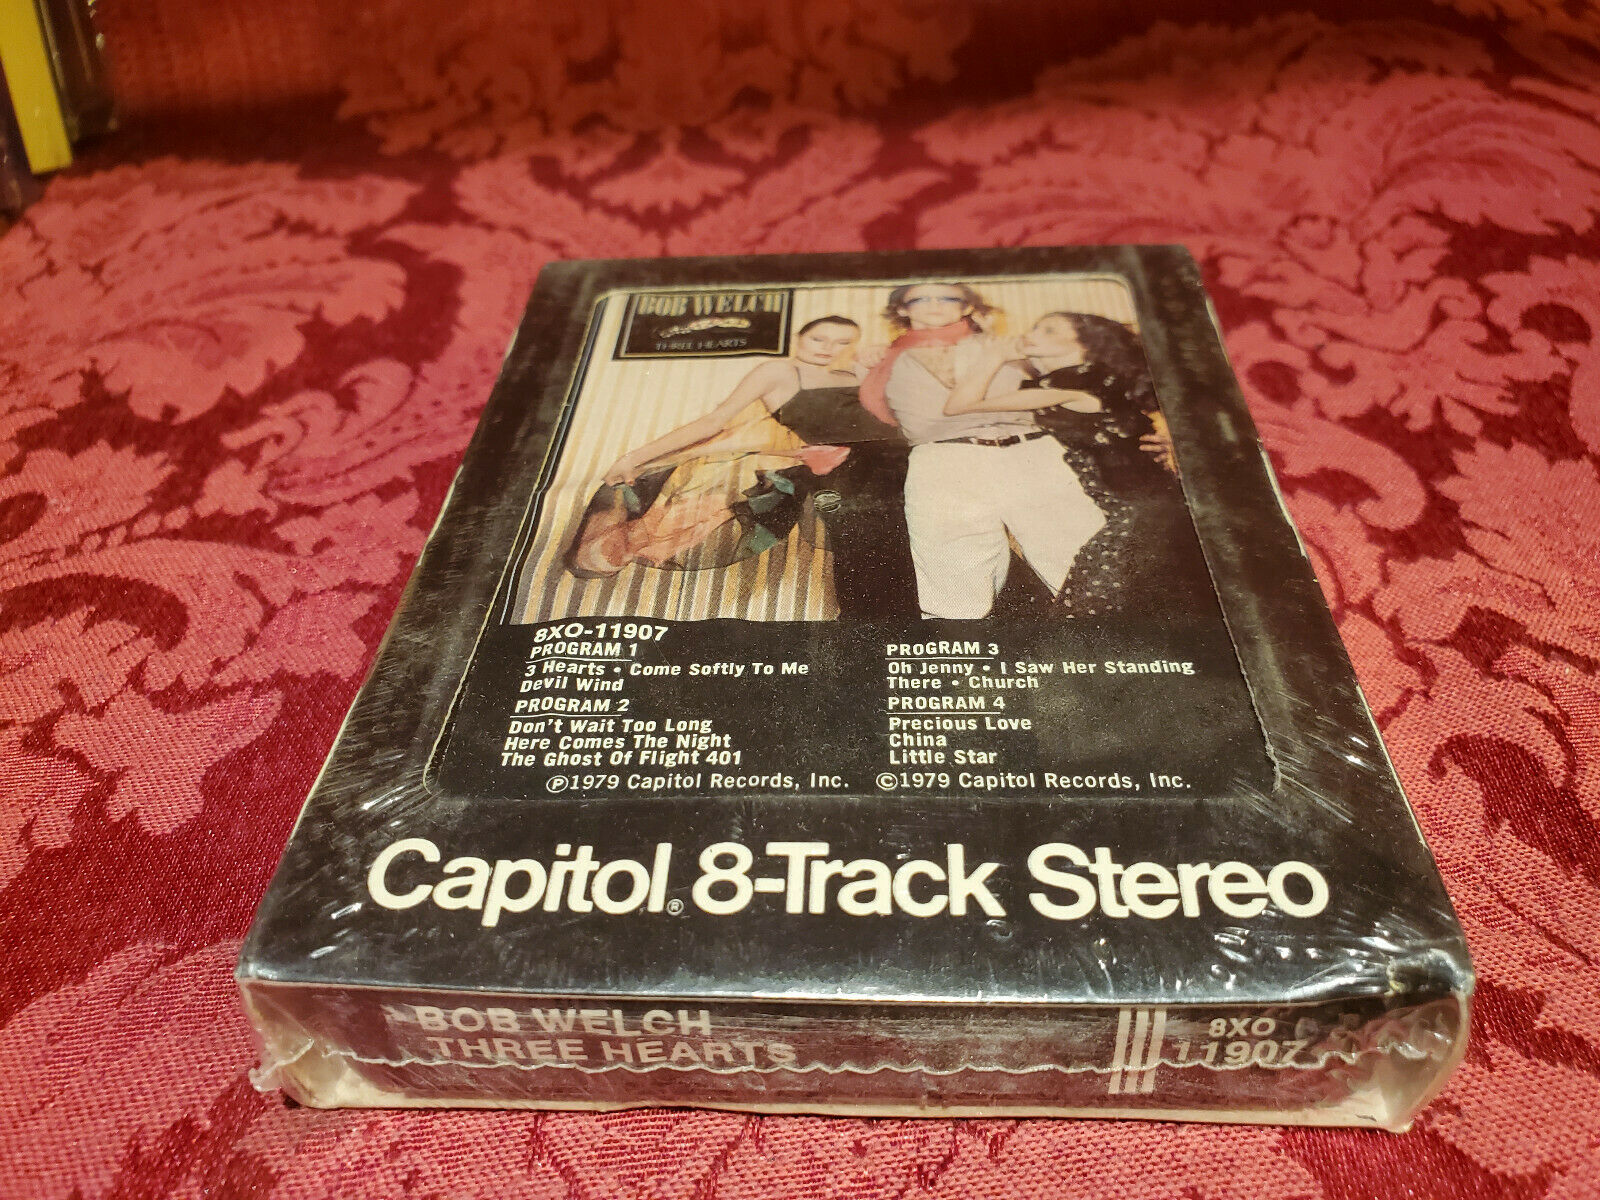 BOB WELCH
THREE HEARTS
8XO-11907
PROGRAM 1
3 Hearts • Come Softly To Me
Devil Wind
PROGRAM 2
Don't Wait Too Long
Here Comes The Night
The Ghost Of Flight 401
PROGRAM 3
Oh Jenny • I Saw Her Standing
There • Church
PROGRAM 4
Precious Love
China
Little Star
Ⓟ1979 Capitol Records, Inc. ©1979 Capitol Records, Inc.
Capitol® 8-Track Stereo
BOB WELCH
THREE HEARTS
8XO
11907